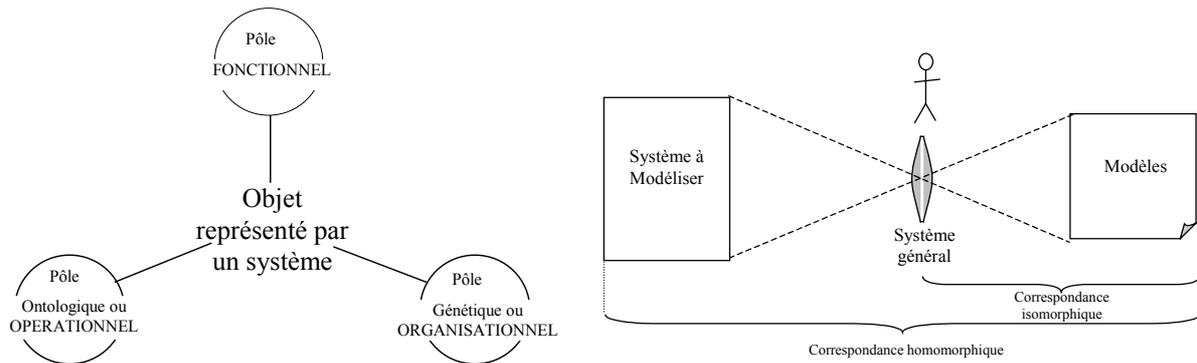 Pôle
FONCTIONNEL
Objet
représenté par
un système
Pôle
Ontologique ou
OPERATIONNEL
Pôle
Génétique ou
ORGANISATIONNEL
Système à
Modéliser
Modèles
Système
général
Correspondance
isomorphique
Correspondance homomorphique